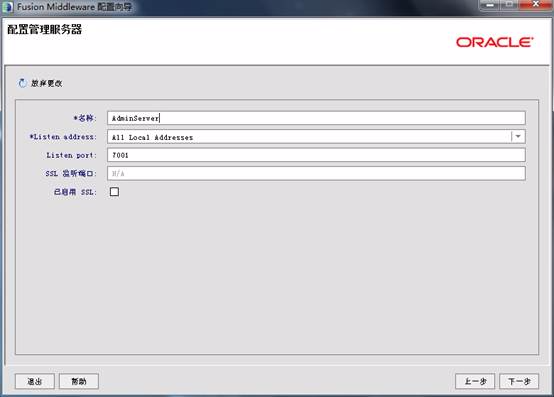 Fusion Middleware 配置向导
配置管理服务器
ORACLE
放弃更改
*名称: AdminServer
*Listen address: All Local Addresses
Listen port: 7001
SSL 监听端口: N/A
已启用 SSL:
退出 帮助 上一步 下一步